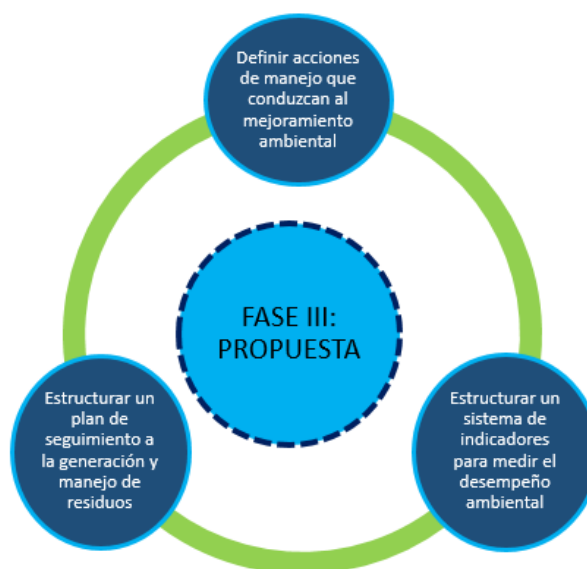 Definir acciones
de manejo que
conduzcan al
mejoramiento
ambiental
FASE III:
PROPUESTA
Estructurar un
plan de
seguimiento a
la generación y
manejo de
residuos
Estructurar un
sistema de
indicadores
para medir el
desempeño
ambiental